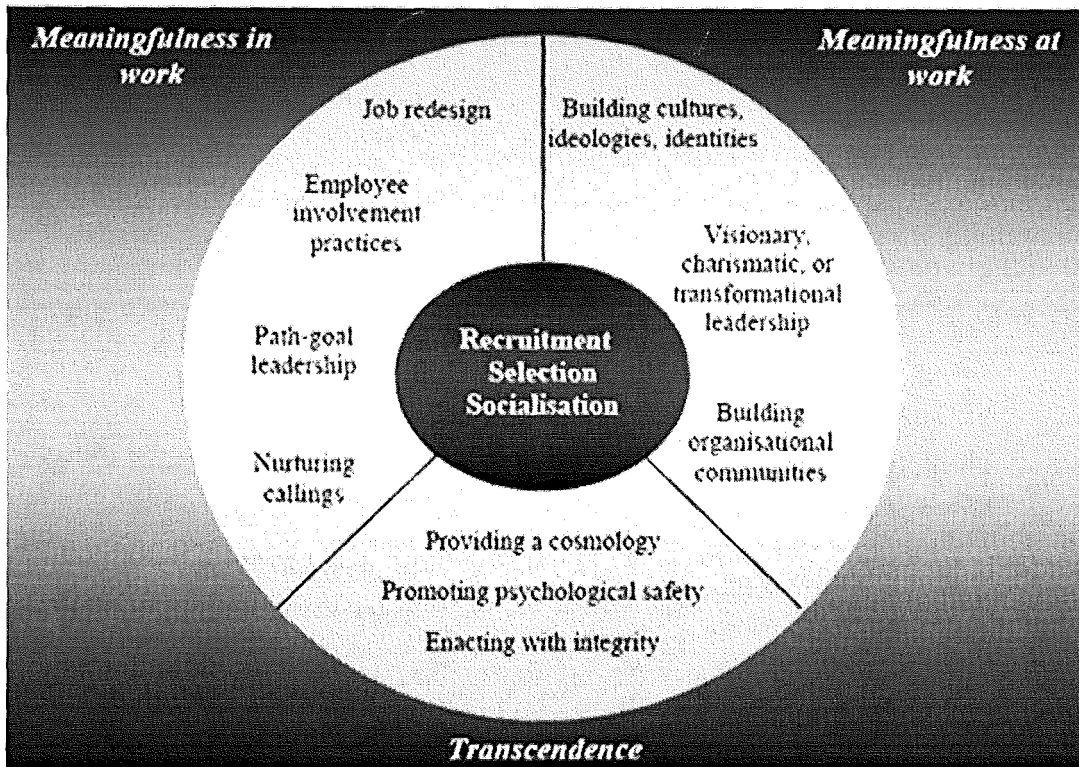 Meaningfulness in
work
Meaningfulness at
work
Job redesign
Employee
involvement
practices
Path-goal
leadership
Nurturing
callings
Building cultures,
ideologies, identities
Visionary,
charismatic, or
transformational
leadership
Building
organisational
communities
Recruitment
Selection
Socialisation
Providing a cosmology
Promoting psychological safety
Enacting with integrity
Transcendence